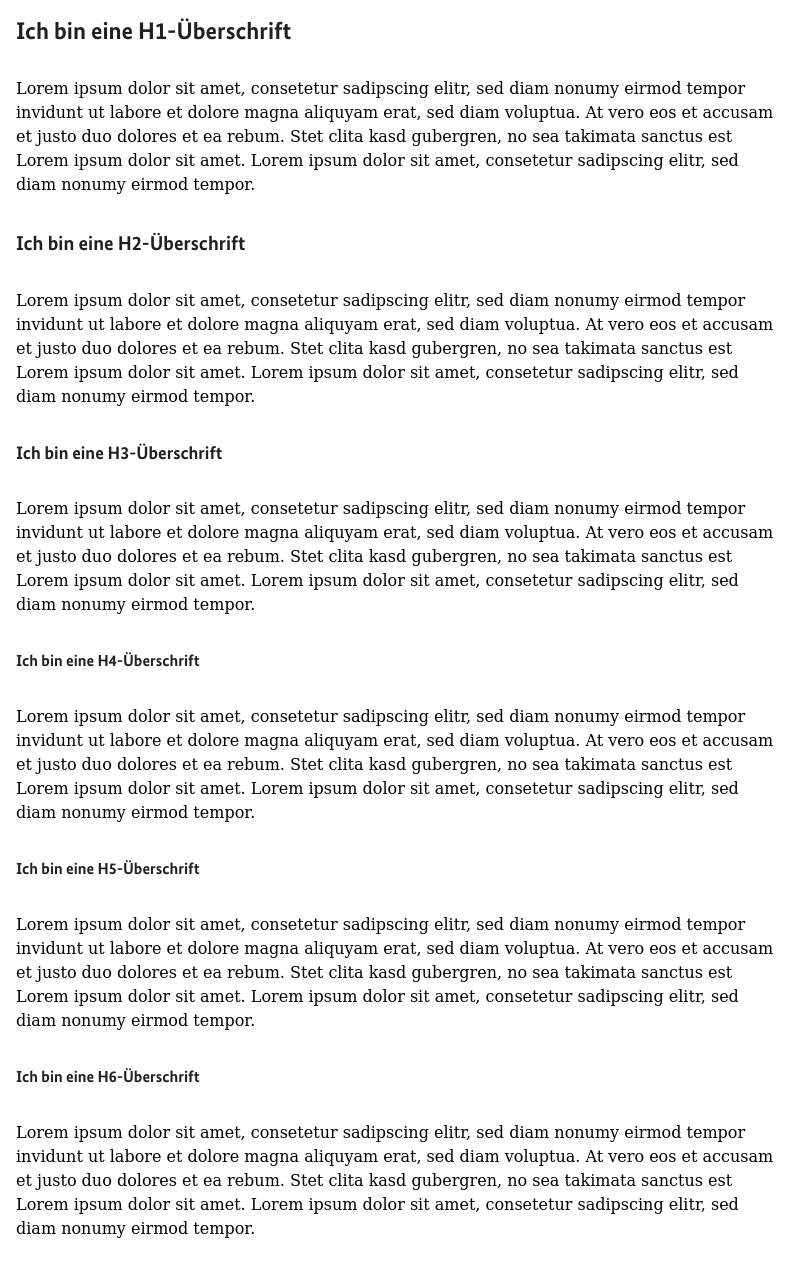 Ich bin eine H1-Überschrift
Lorem ipsum dolor sit amet, consetetur sadipscing elitr, sed diam nonumy eirmod tempor
invidunt ut labore et dolore magna aliquyam erat, sed diam voluptua. At vero eos et accusam
et justo duo dolores et ea rebum. Stet clita kasd gubergren, no sea takimata sanctus est
Lorem ipsum dolor sit amet. Lorem ipsum dolor sit amet, consetetur sadipscing elitr, sed
diam nonumy eirmod tempor.
Ich bin eine H2-Überschrift
Lorem ipsum dolor sit amet, consetetur sadipscing elitr, sed diam nonumy eirmod tempor
invidunt ut labore et dolore magna aliquyam erat, sed diam voluptua. At vero eos et accusam
et justo duo dolores et ea rebum. Stet clita kasd gubergren, no sea takimata sanctus est
Lorem ipsum dolor sit amet. Lorem ipsum dolor sit amet, consetetur sadipscing elitr, sed
diam nonumy eirmod tempor.
Ich bin eine H3-Überschrift
Lorem ipsum dolor sit amet, consetetur sadipscing elitr, sed diam nonumy eirmod tempor
invidunt ut labore et dolore magna aliquyam erat, sed diam voluptua. At vero eos et accusam
et justo duo dolores et ea rebum. Stet clita kasd gubergren, no sea takimata sanctus est
Lorem ipsum dolor sit amet. Lorem ipsum dolor sit amet, consetetur sadipscing elitr, sed
diam nonumy eirmod tempor.
Ich bin eine H4-Überschrift
Lorem ipsum dolor sit amet, consetetur sadipscing elitr, sed diam nonumy eirmod tempor
invidunt ut labore et dolore magna aliquyam erat, sed diam voluptua. At vero eos et accusam
et justo duo dolores et ea rebum. Stet clita kasd gubergren, no sea takimata sanctus est
Lorem ipsum dolor sit amet. Lorem ipsum dolor sit amet, consetetur sadipscing elitr, sed
diam nonumy eirmod tempor.
Ich bin eine H5-Überschrift
Lorem ipsum dolor sit amet, consetetur sadipscing elitr, sed diam nonumy eirmod tempor
invidunt ut labore et dolore magna aliquyam erat, sed diam voluptua. At vero eos et accusam
et justo duo dolores et ea rebum. Stet clita kasd gubergren, no sea takimata sanctus est
Lorem ipsum dolor sit amet. Lorem ipsum dolor sit amet, consetetur sadipscing elitr, sed
diam nonumy eirmod tempor.
Ich bin eine H6-Überschrift
Lorem ipsum dolor sit amet, consetetur sadipscing elitr, sed diam nonumy eirmod tempor
invidunt ut labore et dolore magna aliquyam erat, sed diam voluptua. At vero eos et accusam
et justo duo dolores et ea rebum. Stet clita kasd gubergren, no sea takimata sanctus est
Lorem ipsum dolor sit amet. Lorem ipsum dolor sit amet, consetetur sadipscing elitr, sed
diam nonumy eirmod tempor.